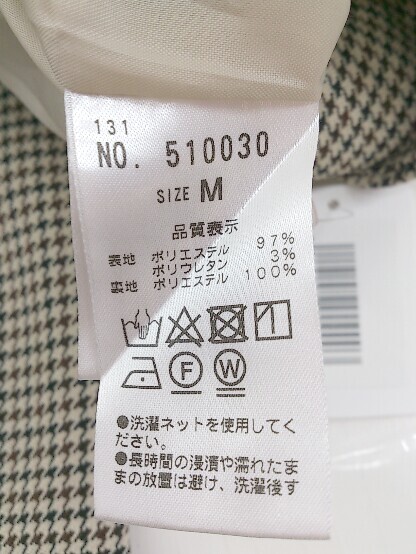 131
NO. 510030
SIZE M
品質表示
表地 ポリエステル 97%
ポリウレタン 3%
裏地 ポリエステル 100%
F W
●洗濯ネットを使用してく
ださい。
●長時間の浸漬や濡れたま
まの放置は避け、洗濯後す